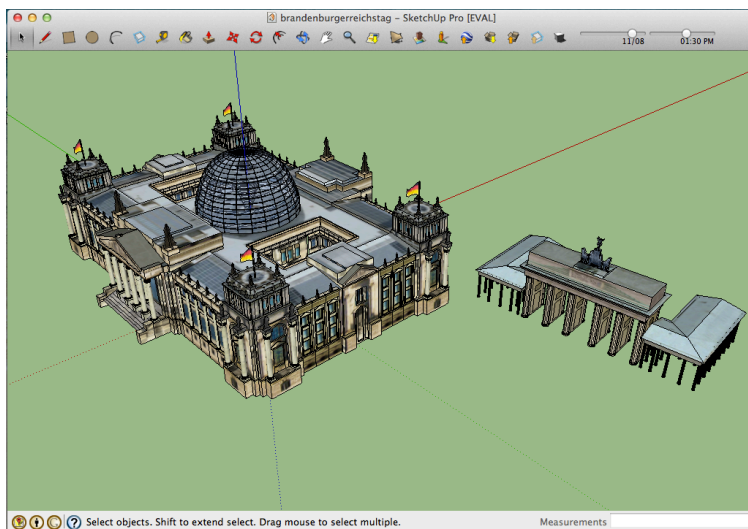 brandenburgerreichstag – SketchUp Pro [EVAL]
11/08 01:30 PM
Select objects. Shift to extend select. Drag mouse to select multiple. Measurements